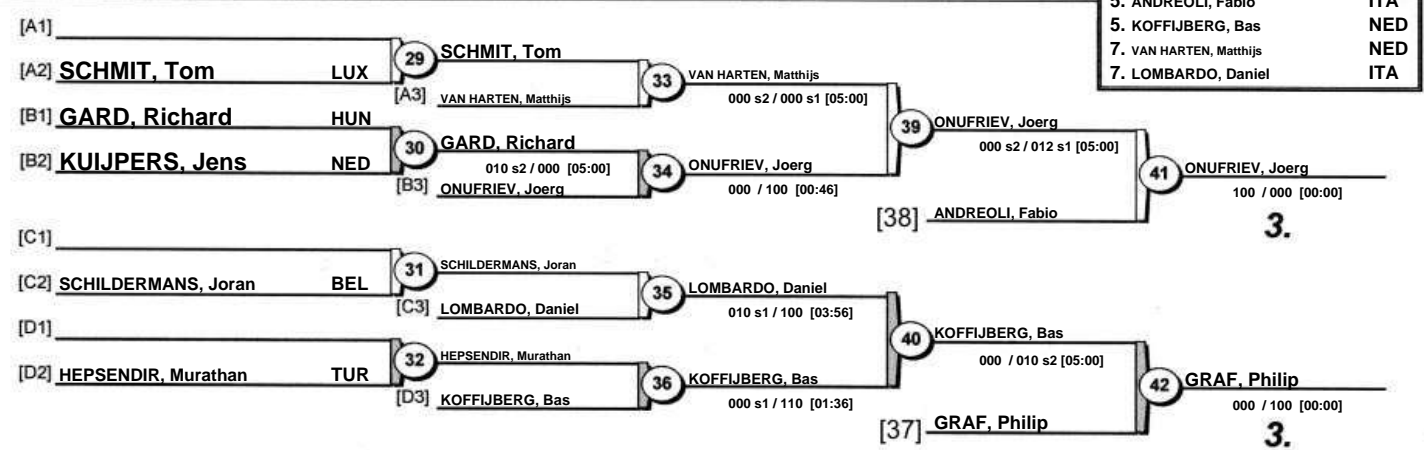 5. ANDREOLI, Fabio ITA
5. KOFFIJBERG, Bas NED
7. VAN HARTEN, Matthijs NED
7. LOMBARDO, Daniel ITA
[A1]
29 SCHMIT, Tom
[A2] SCHMIT, Tom LUX
33 VAN HARTEN, Matthijs
[A3] VAN HARTEN, Matthijs
000 s2 / 000 s1 [05:00]
[B1] GARD, Richard HUN
39 ONUFRIEV, Joerg
30 GARD, Richard
000 s2 / 012 s1 [05:00]
[B2] KUIJPERS, Jens NED
010 s2 / 000 [05:00]
34 ONUFRIEV, Joerg
41 ONUFRIEV, Joerg
[B3] ONUFRIEV, Joerg
000 / 100 [00:46]
100 / 000 [00:00]
[38] ANDREOLI, Fabio
3.
[C1]
31 SCHILDERMANS, Joran
[C2] SCHILDERMANS, Joran BEL
35 LOMBARDO, Daniel
[C3] LOMBARDO, Daniel
010 s1 / 100 [03:56]
[D1]
40 KOFFIJBERG, Bas
32 HEPSENDIR, Murathan
000 / 010 s2 [05:00]
[D2] HEPSENDIR, Murathan TUR
36 KOFFIJBERG, Bas
42 GRAF, Philip
[D3] KOFFIJBERG, Bas
000 s1 / 110 [01:36]
000 / 100 [00:00]
[37] GRAF, Philip
3.